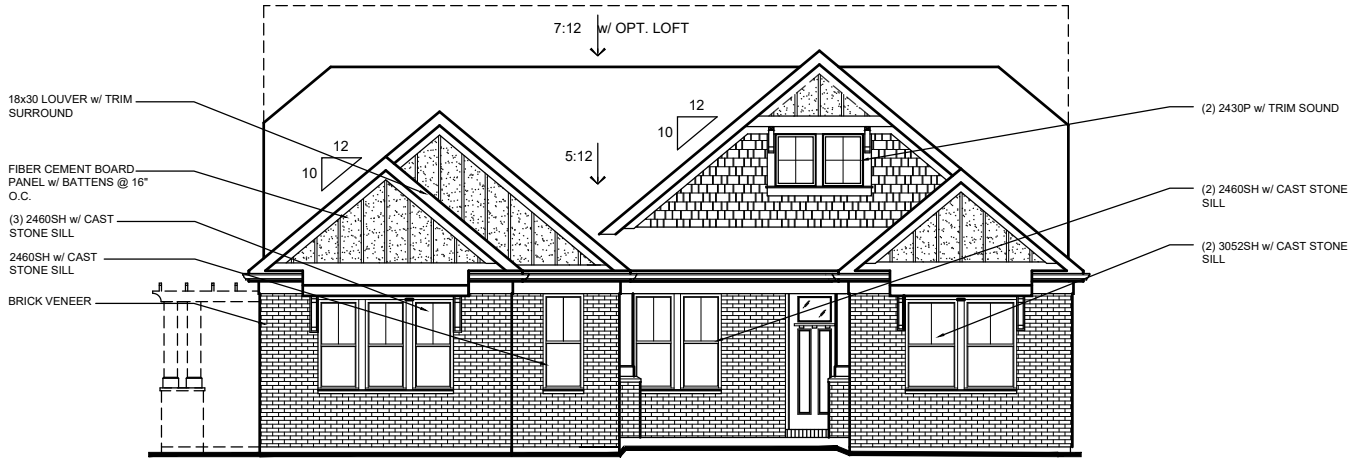 7:12 w/ OPT. LOFT
18x30 LOUVER w/ TRIM
SURROUND
12
10
(2) 2430P w/ TRIM SOUND
12
10
5:12
FIBER CEMENT BOARD
PANEL w/ BATTENS @ 16"
O.C.
(2) 2460SH w/ CAST STONE
SILL
(3) 2460SH w/ CAST
STONE SILL
2460SH w/ CAST
STONE SILL
(2) 3052SH w/ CAST STONE
SILL
BRICK VENEER